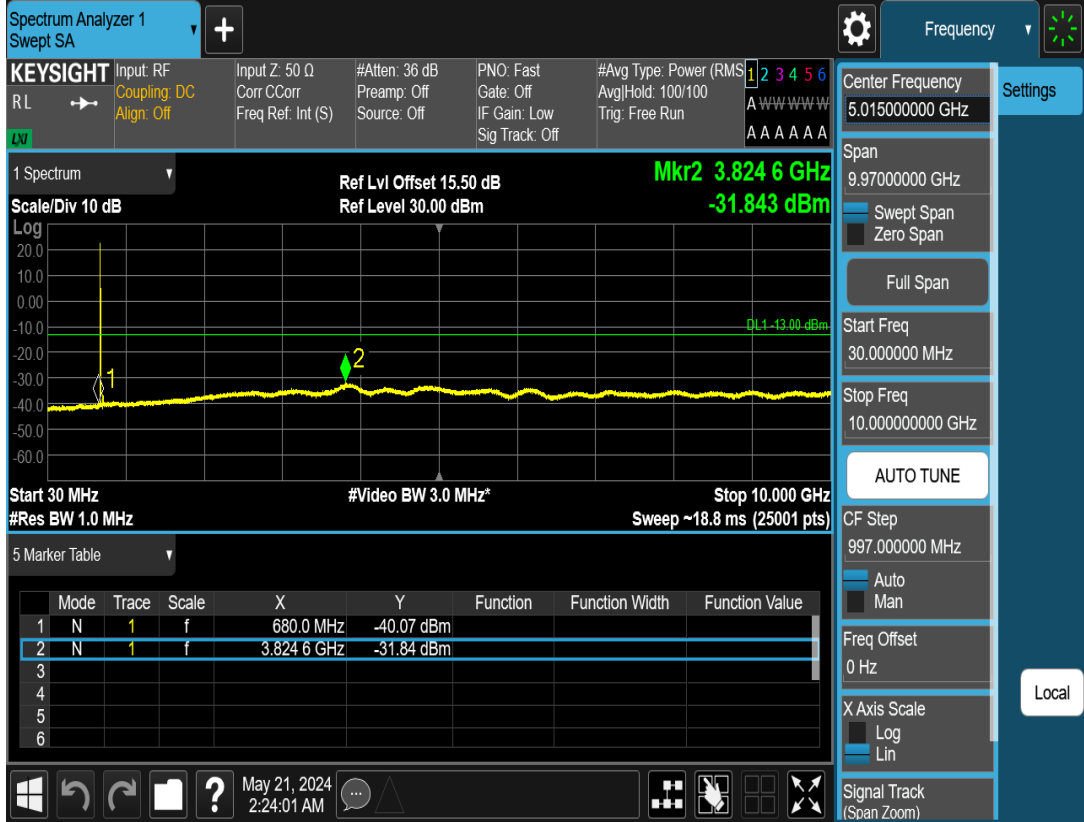 Spectrum Analyzer 1
Swept SA
+
Frequency
KEYSIGHT
RL
LXI
Input: RF
Coupling: DC
Align: Off
Input Z: 50 Ω
Corr CCorr
Freq Ref: Int (S)
#Atten: 36 dB
Preamp: Off
Source: Off
PNO: Fast
Gate: Off
IF Gain: Low
Sig Track: Off
#Avg Type: Power (RMS
Avg|Hold: 100/100
Trig: Free Run
1 2 3 4 5 6
A W W W W W
A A A A A A
1 Spectrum
Scale/Div 10 dB
Ref Lvl Offset 15.50 dB
Ref Level 30.00 dBm
Mkr2 3.824 6 GHz
-31.843 dBm
Log
20.0
10.0
0.00
-10.0
-20.0
-30.0
-40.0
-50.0
-60.0
DL1 -13.00 dBm
1
2
Start 30 MHz
#Video BW 3.0 MHz*
Stop 10.000 GHz
#Res BW 1.0 MHz
Sweep ~18.8 ms (25001 pts)
5 Marker Table
Mode Trace Scale X Y Function Function Width Function Value
1 N 1 f 680.0 MHz -40.07 dBm
2 N 1 f 3.824 6 GHz -31.84 dBm
3
4
5
6
?
May 21, 2024
2:24:01 AM
Center Frequency
5.015000000 GHz
Settings
Span
9.97000000 GHz
Swept Span
Zero Span
Full Span
Start Freq
30.000000 MHz
Stop Freq
10.000000000 GHz
AUTO TUNE
CF Step
997.000000 MHz
Auto
Man
Freq Offset
0 Hz
X Axis Scale
Log
Lin
Local
Signal Track
(Span Zoom)